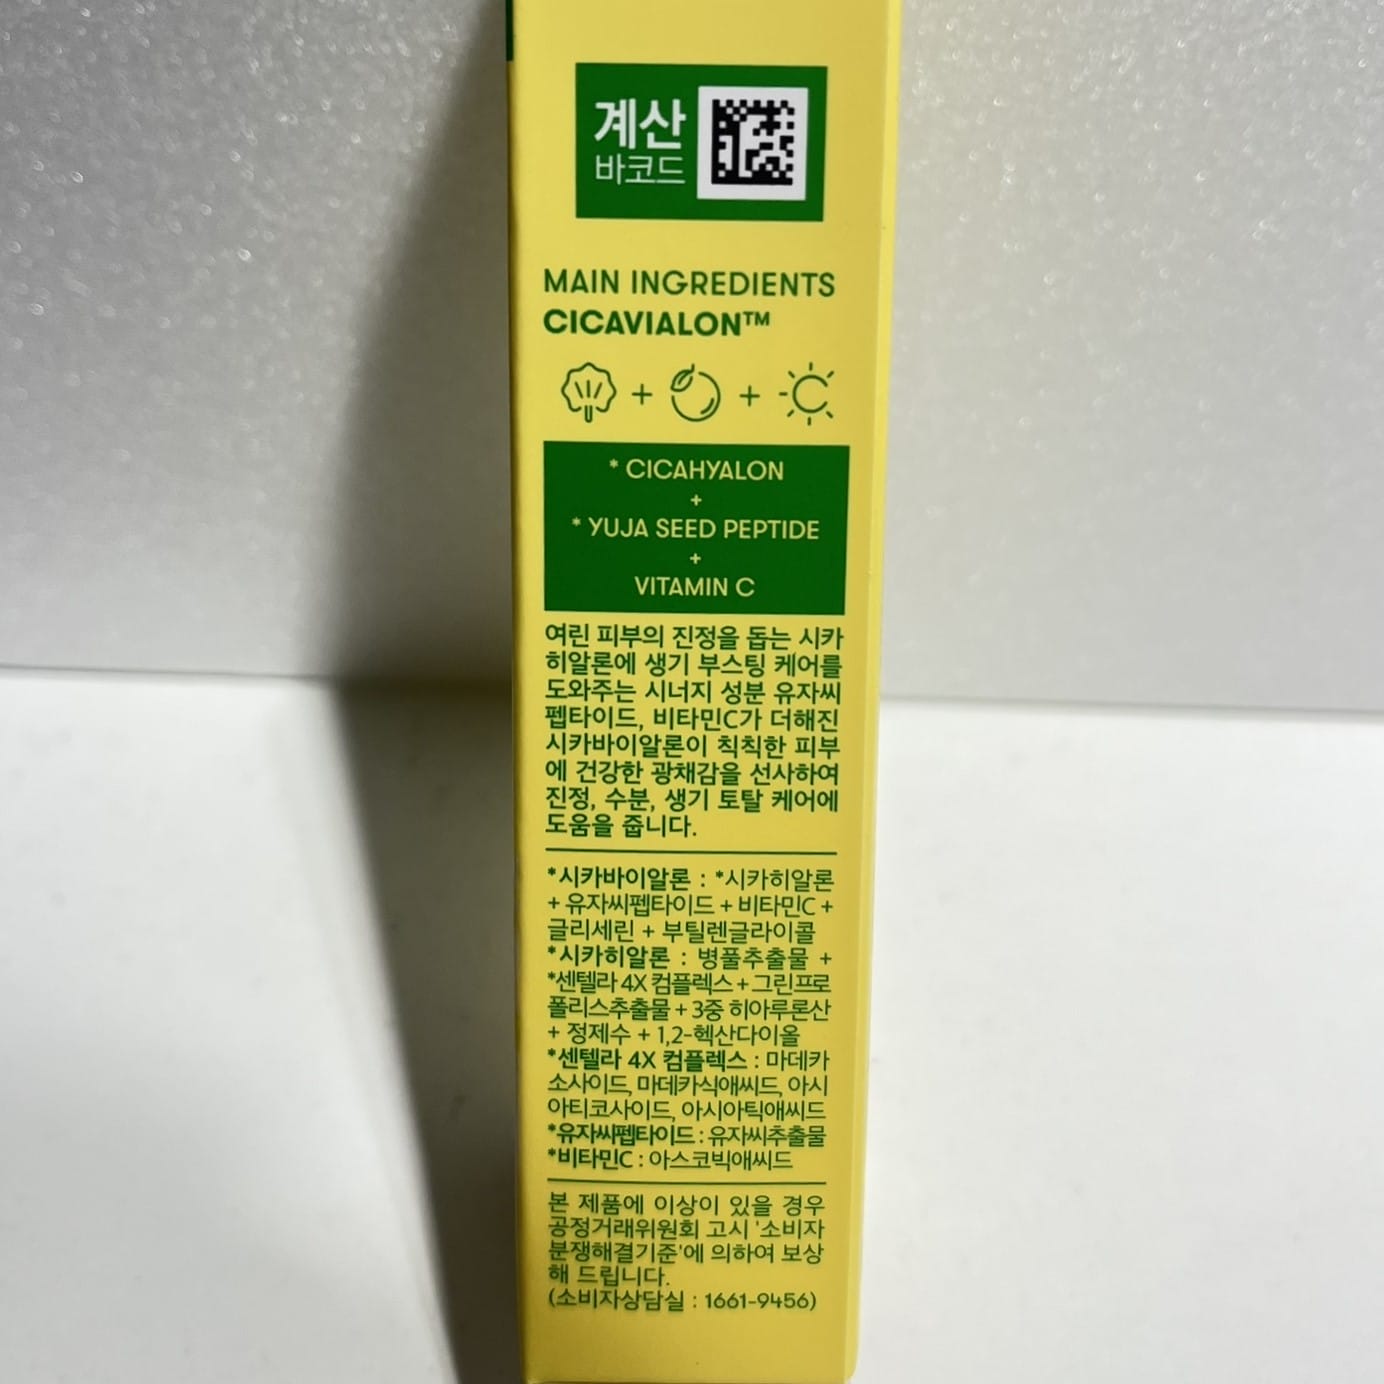 계산
바코드
MAIN INGREDIENTS
CICAVIALON™
* CICAHYALON
+
* YUJA SEED PEPTIDE
+
VITAMIN C
여린 피부의 진정을 돕는 시카
히알론에 생기 부스팅 케어를
도와주는 시너지 성분 유자씨
펩타이드, 비타민C가 더해진
시카바이알론이 칙칙한 피부
에 건강한 광채감을 선사하여
진정, 수분, 생기 토탈 케어에
도움을 줍니다.
*시카바이알론 : *시카히알론
+ 유자씨펩타이드 + 비타민C +
글리세린 + 부틸렌글라이콜
*시카히알론 : 병풀추출물 +
*센텔라 4X 컴플렉스 + 그린프로
폴리스추출물 + 3중 히아루론산
+ 정제수 + 1,2-헥산다이올
*센텔라 4X 컴플렉스 : 마데카
소사이드, 마데카식애씨드, 아시
아티코사이드, 아시아틱애씨드
*유자씨펩타이드 : 유자씨추출물
*비타민C : 아스코빅애씨드
본 제품에 이상이 있을 경우
공정거래위원회 고시 '소비자
분쟁해결기준'에 의하여 보상
해 드립니다.
(소비자상담실 : 1661-9456)